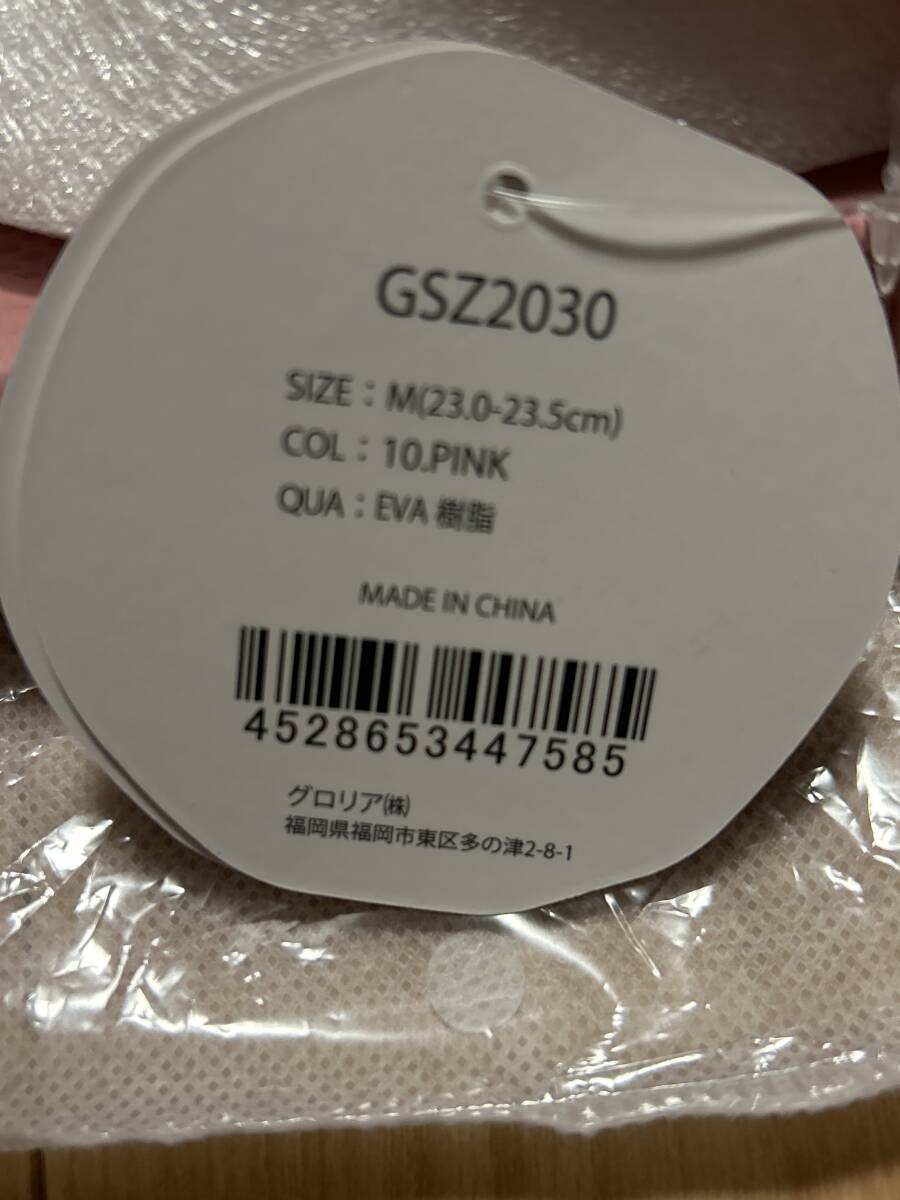 GSZ2030
SIZE：M(23.0-23.5cm)
COL：10.PINK
QUA：EVA 樹脂
MADE IN CHINA
4528653447585
グロリア㈱
福岡県福岡市東区多の津2-8-1